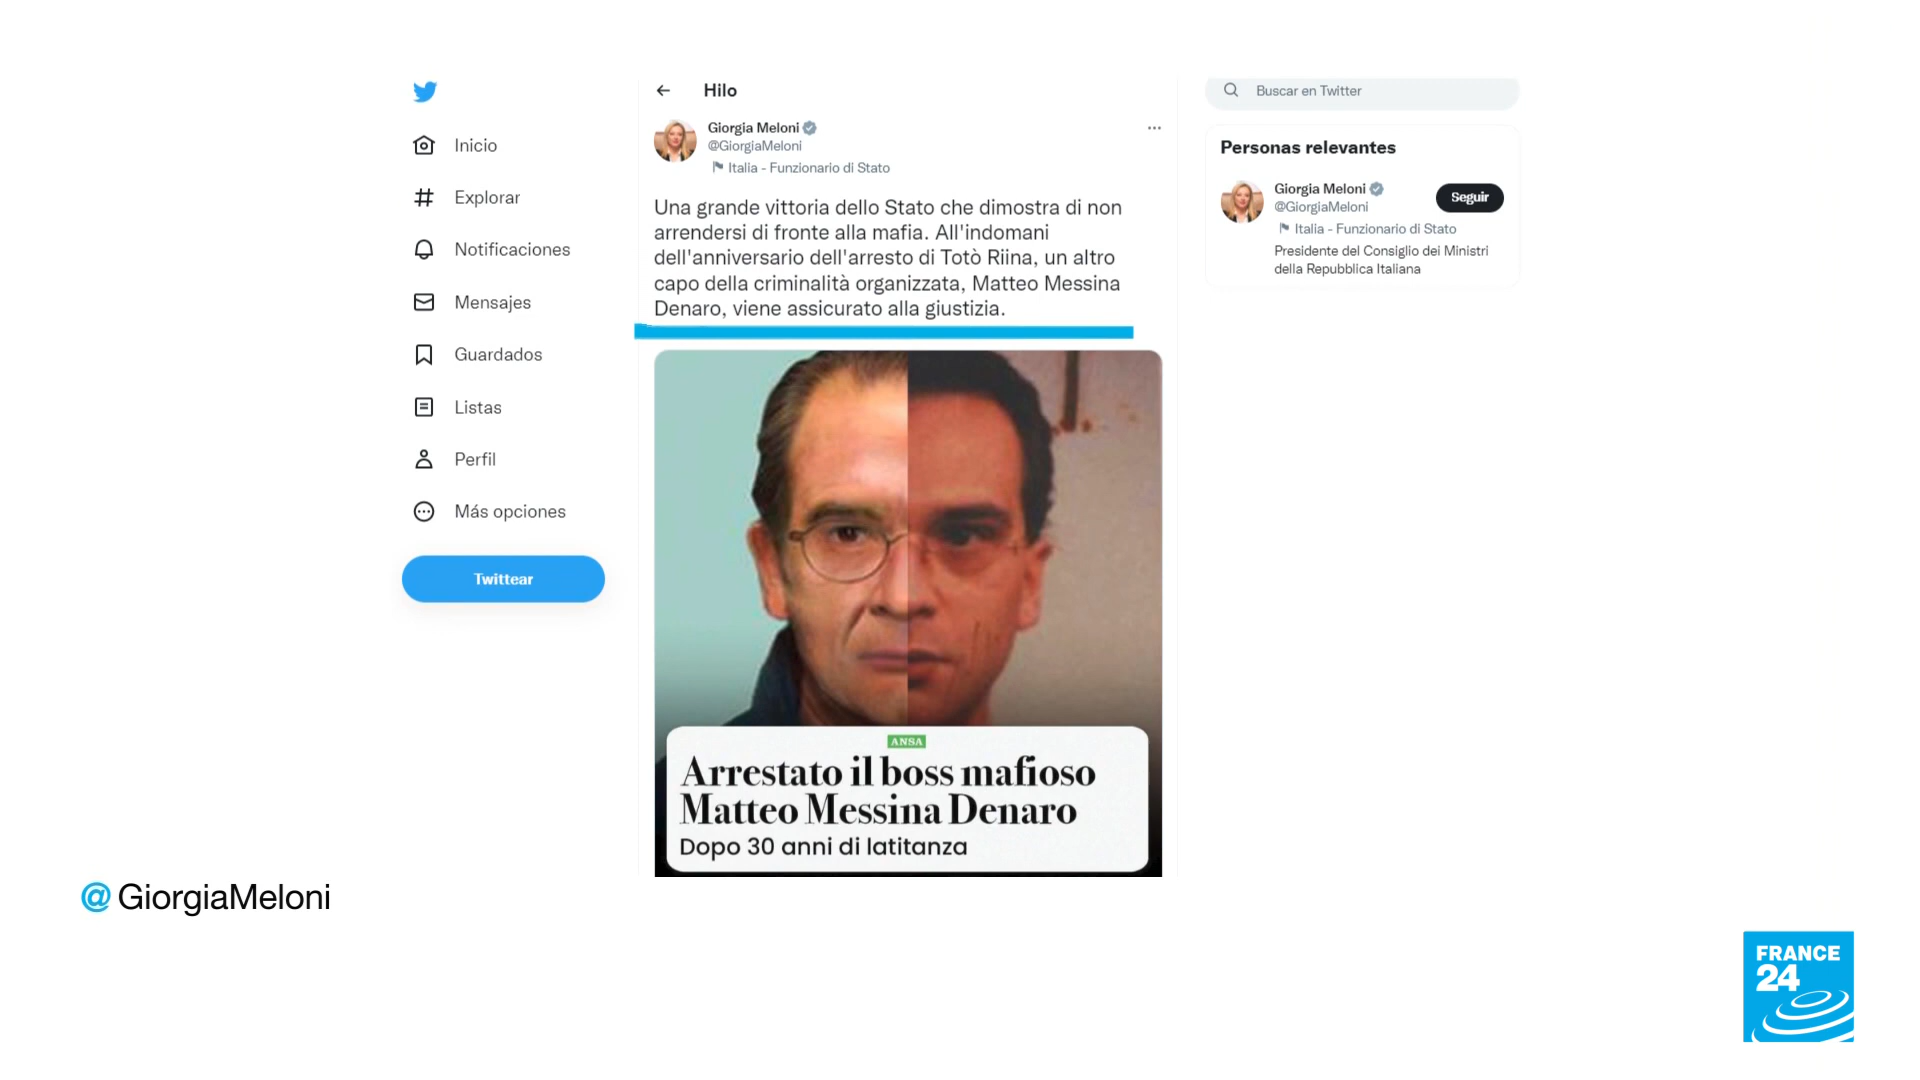 Hilo
Buscar en Twitter
Giorgia Meloni
@GiorgiaMeloni
Italia - Funzionario di Stato
Una grande vittoria dello Stato che dimostra di non
arrendersi di fronte alla mafia. All'indomani
dell'anniversario dell'arresto di Totò Riina, un altro
capo della criminalità organizzata, Matteo Messina
Denaro, viene assicurato alla giustizia.
ANSA
Arrestato il boss mafioso
Matteo Messina Denaro
Dopo 30 anni di latitanza
Inicio
Explorar
Notificaciones
Mensajes
Guardados
Listas
Perfil
Más opciones
Twittear
Personas relevantes
Giorgia Meloni
@GiorgiaMeloni
Seguir
Italia - Funzionario di Stato
Presidente del Consiglio dei Ministri
della Repubblica Italiana
@GiorgiaMeloni
FRANCE
24